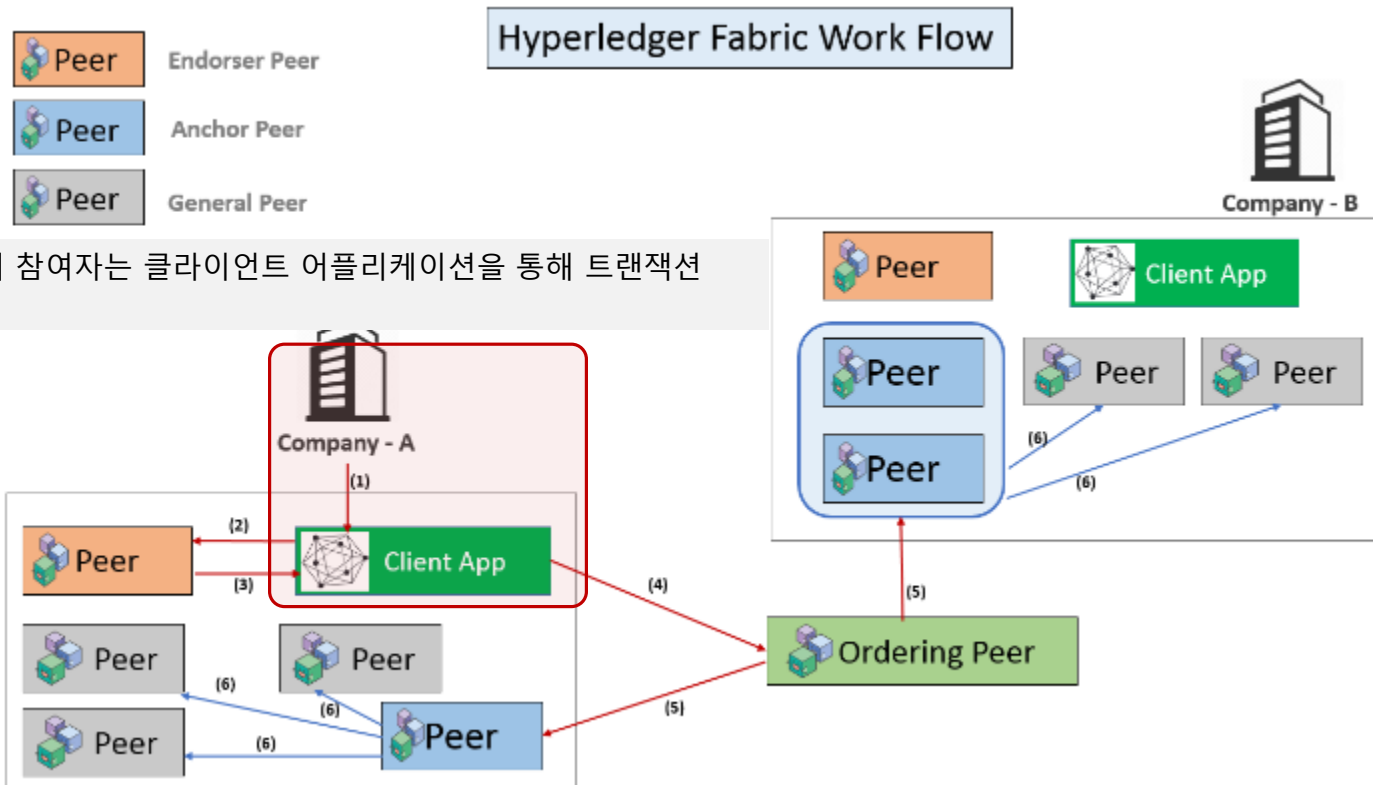 Hyperledger Fabric Work Flow
Peer Endorser Peer
Peer Anchor Peer
Peer General Peer
참여자는 클라이언트 어플리케이션을 통해 트랜잭션
Company - B
Peer
Client App
Peer
Peer
Peer
Peer
(6)
(6)
Company - A
(1)
(2)
Peer
Client App
(3)
(4)
(5)
Ordering Peer
Peer
Peer
(6)
(6)
(5)
Peer
Peer
(6)